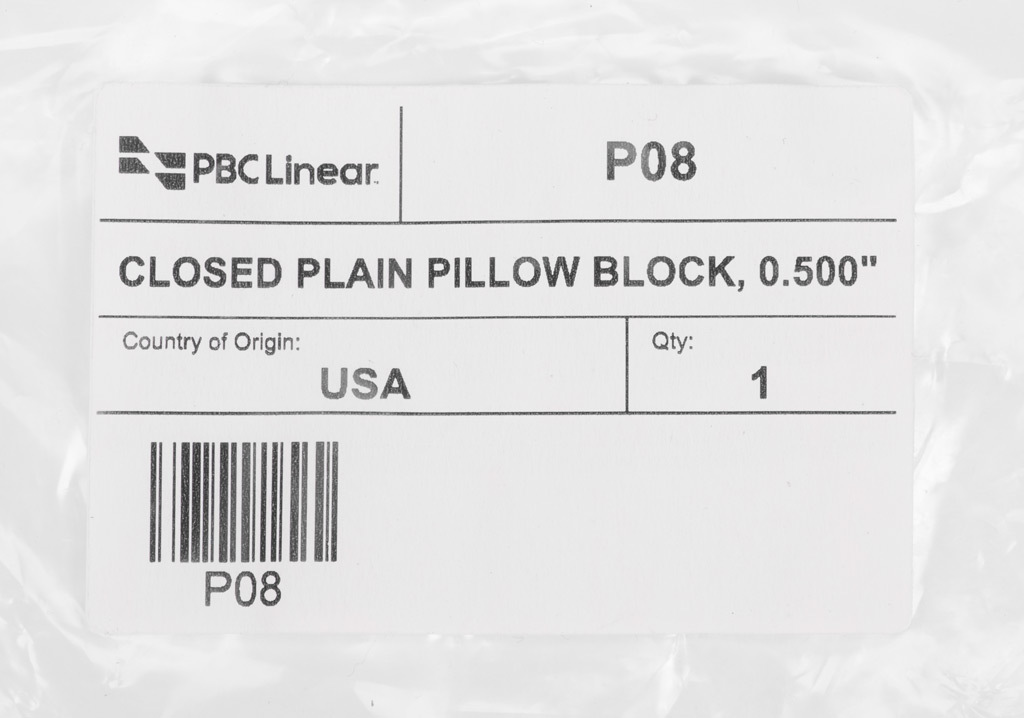 PBC Linear
P08
CLOSED PLAIN PILLOW BLOCK, 0.500"
Country of Origin:
USA
Qty:
1
P08